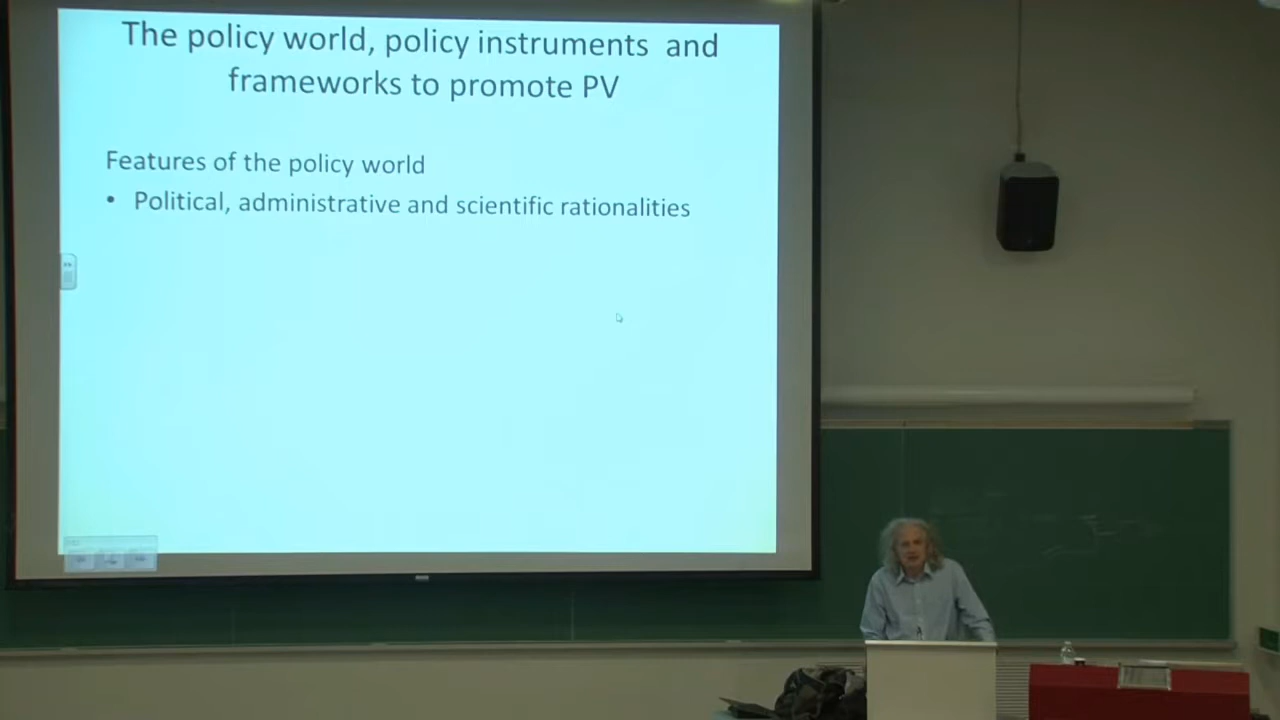 The policy world, policy instruments and
frameworks to promote PV
Features of the policy world
• Political, administrative and scientific rationalities